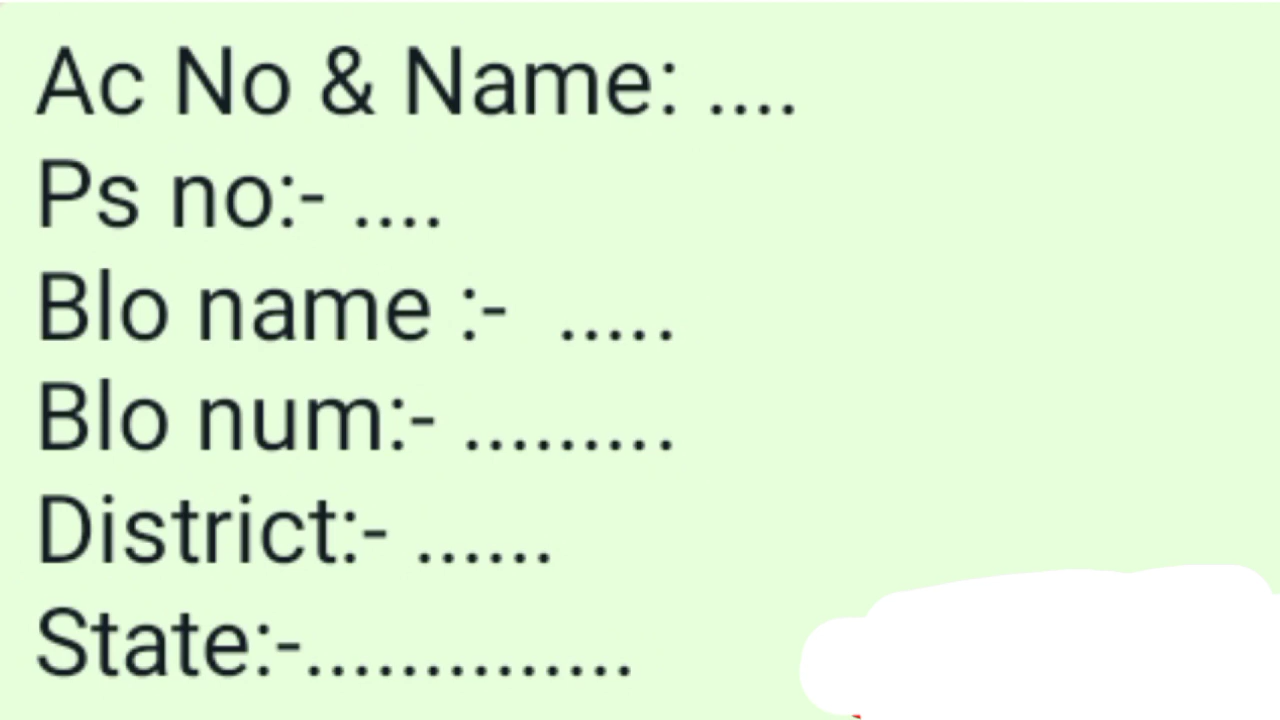 Ac No & Name: ....
Ps no:- ....
Blo name :-  .....
Blo num:- .........
District:- ......
State:-..............